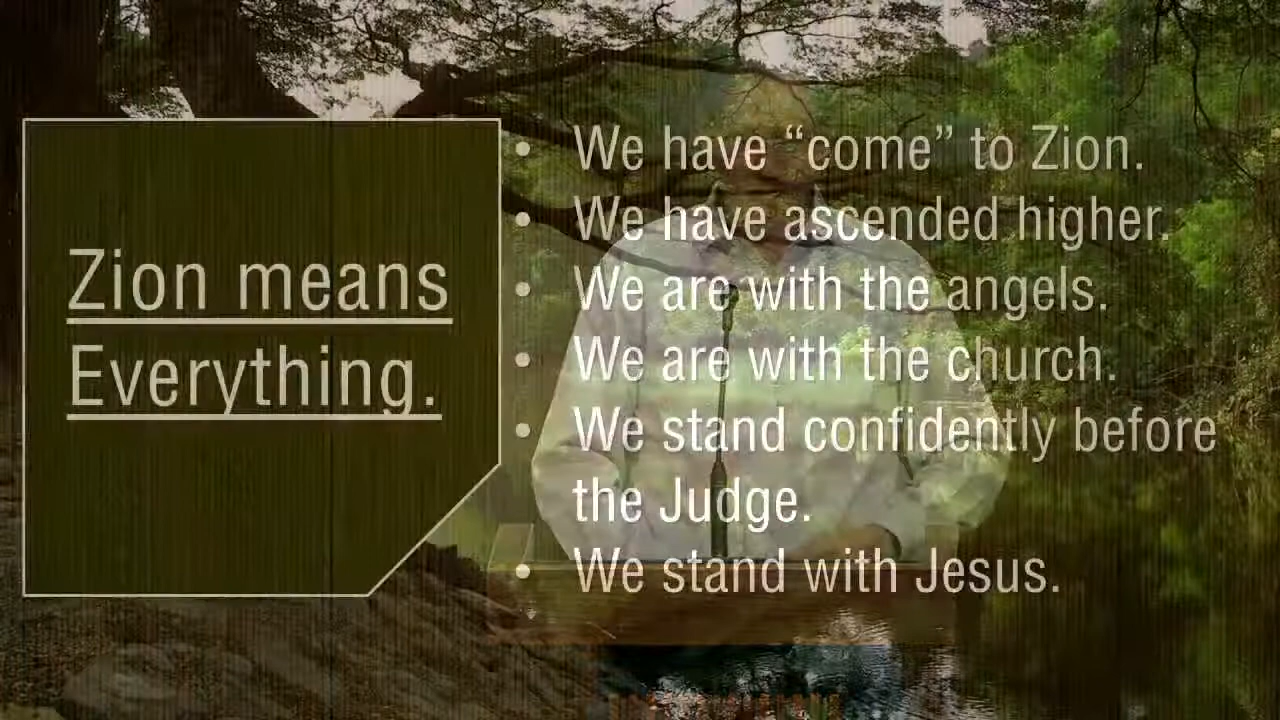 Zion means
Everything.
• We have “come” to Zion.
• We have ascended higher.
• We are with the angels.
• We are with the church.
• We stand confidently before
the Judge.
• We stand with Jesus.